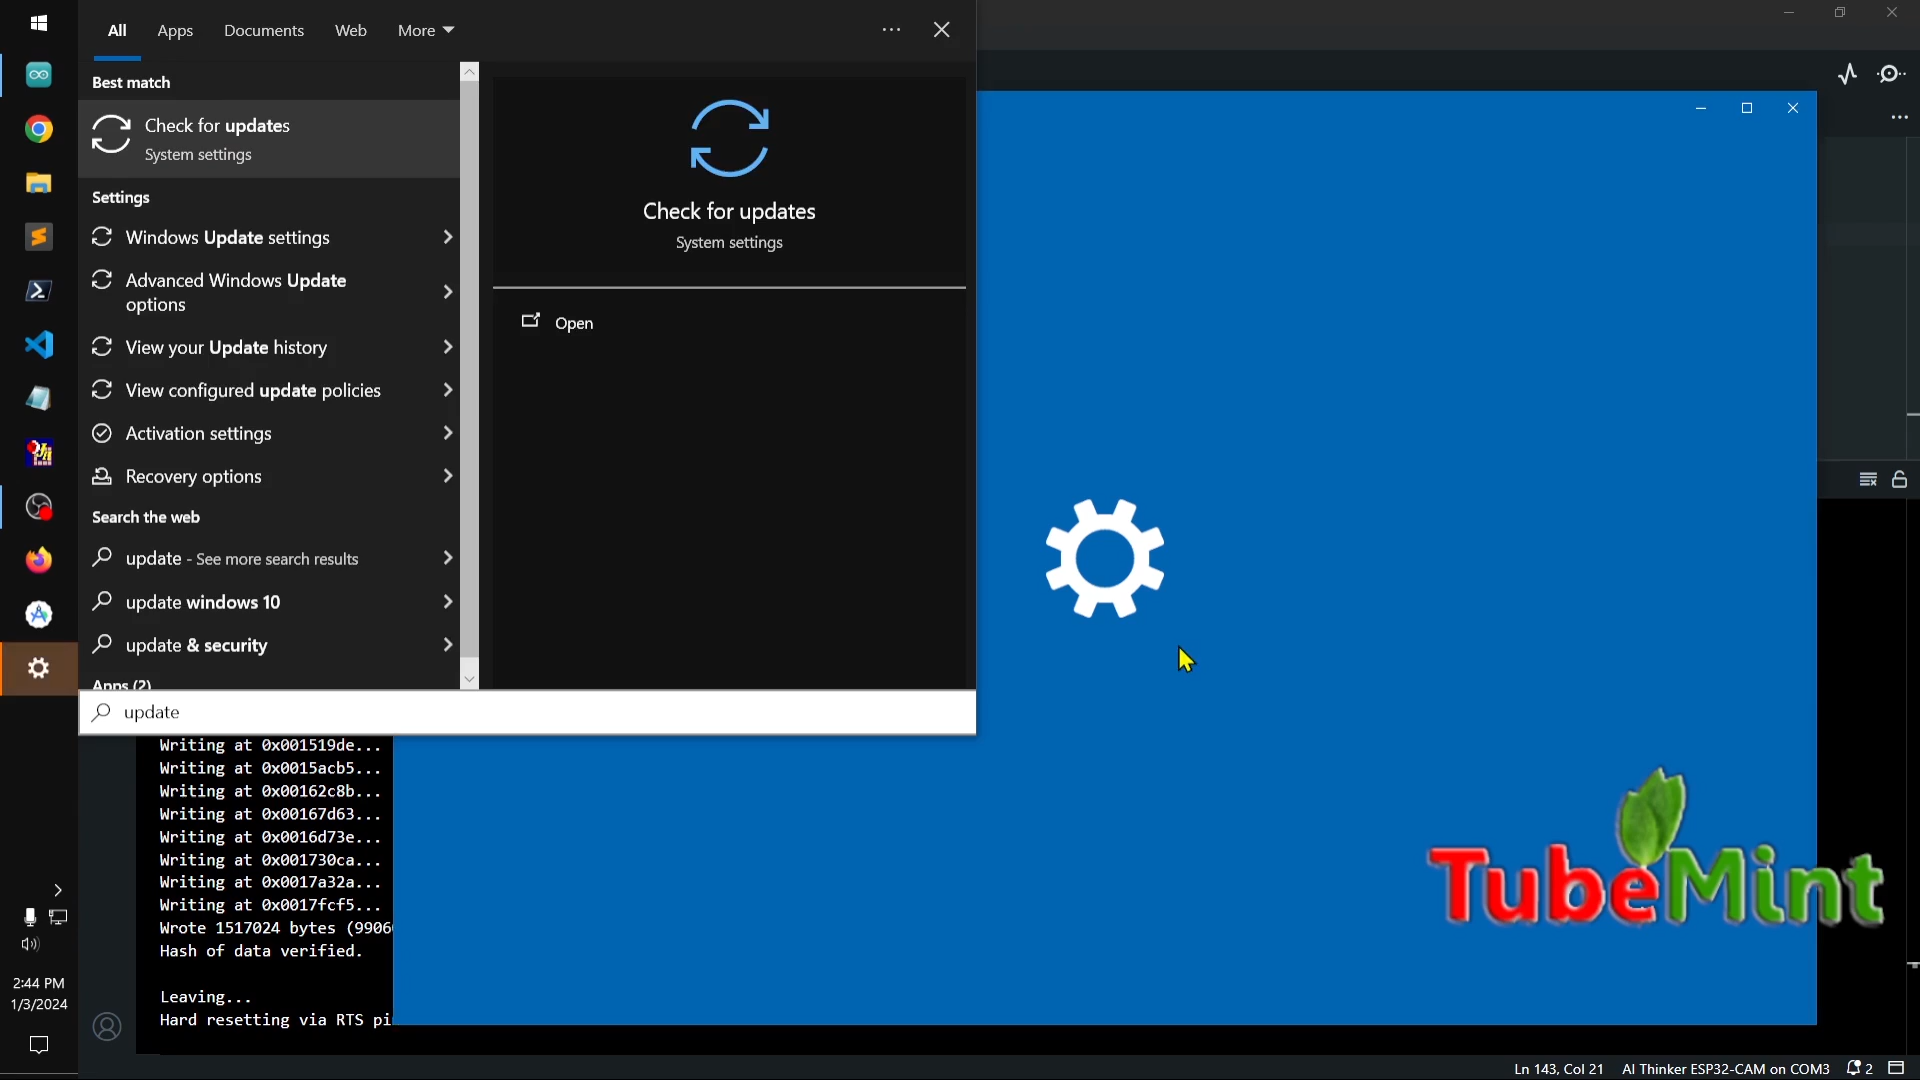 All Apps Documents Web More
Best match
Check for updates
System settings
Settings
Windows Update settings
Advanced Windows Update
options
View your Update history
View configured update policies
Activation settings
Recovery options
Search the web
update - See more search results
update windows 10
update & security
Apps (2)
Check for updates
System settings
Open
update
Writing at 0x001519de...
Writing at 0x0015acb5...
Writing at 0x00162c8b...
Writing at 0x00167d63...
Writing at 0x0016d73e...
Writing at 0x001730ca...
Writing at 0x0017a32a...
Writing at 0x0017fcf5...
Wrote 1517024 bytes (9906
Hash of data verified.
Leaving...
Hard resetting via RTS pi
TubeMint
2:44 PM
1/3/2024
Ln 143, Col 21 AI Thinker ESP32-CAM on COM3 2